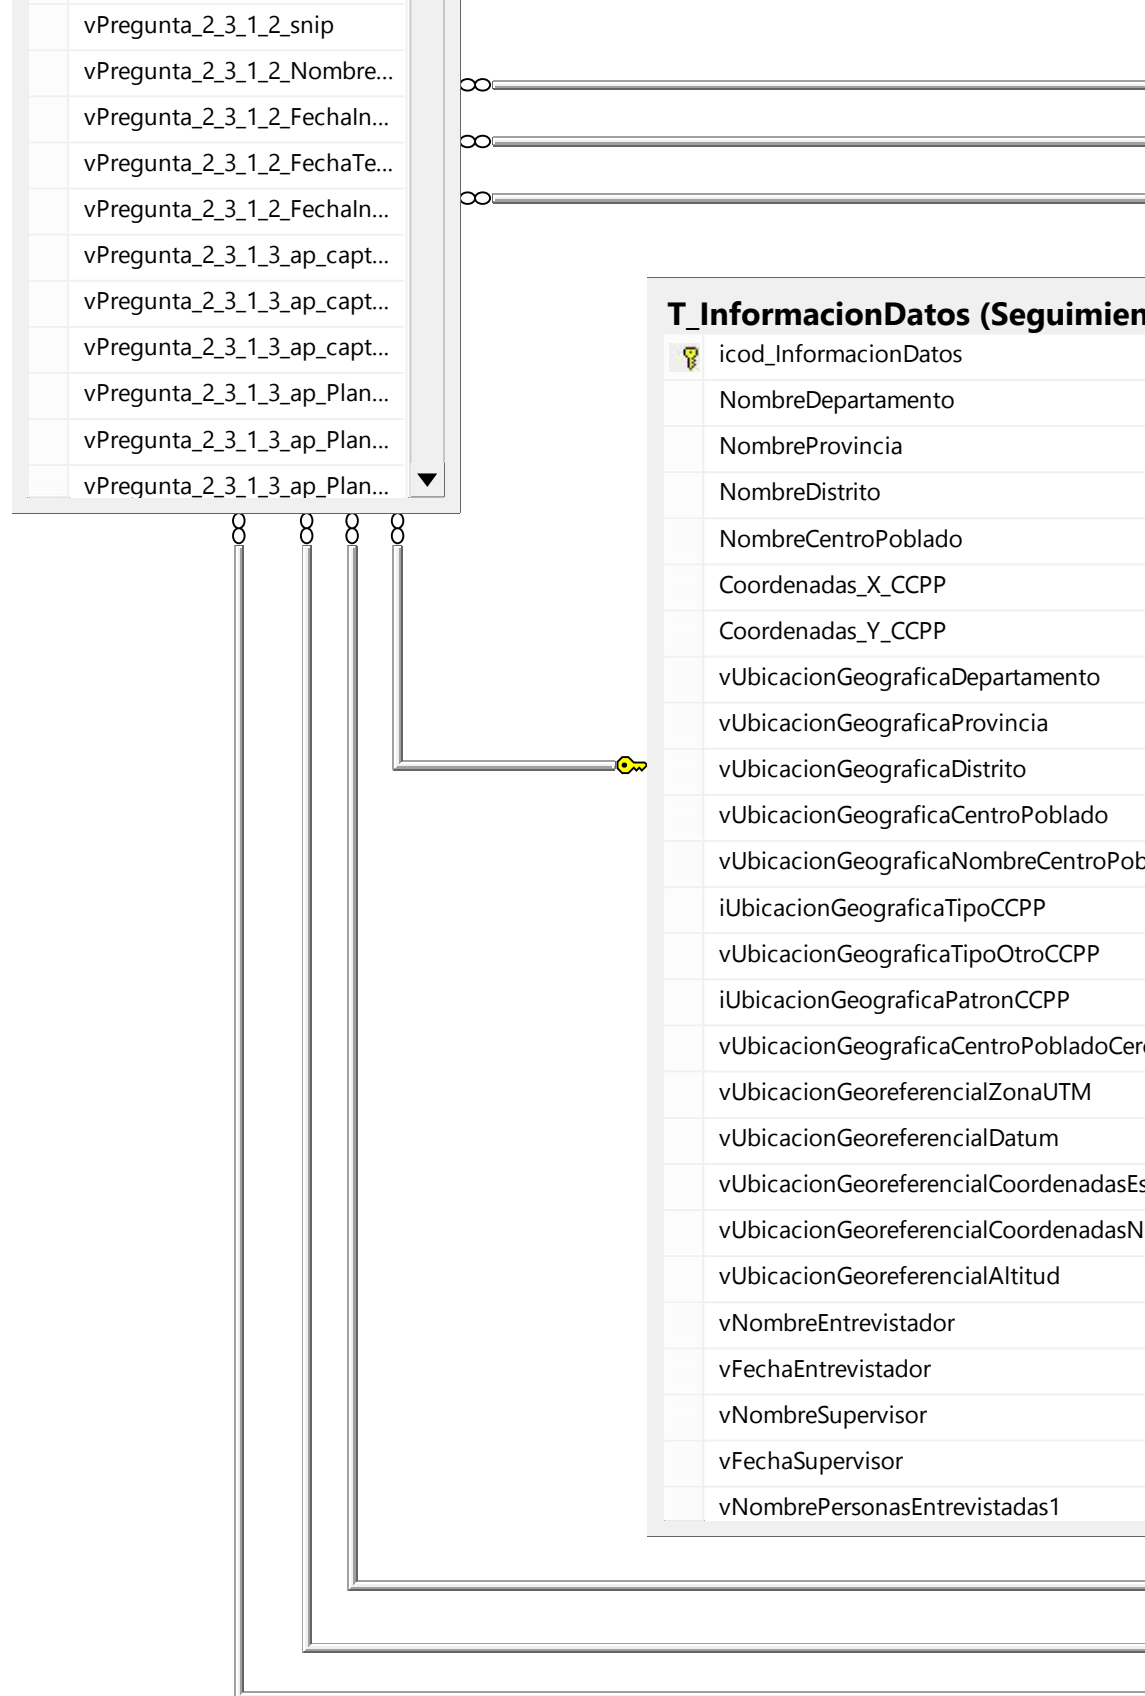 vPregunta_2_3_1_2_snip
vPregunta_2_3_1_2_Nombre...
vPregunta_2_3_1_2_FechaIn...
vPregunta_2_3_1_2_FechaTe...
vPregunta_2_3_1_2_FechaIn...
vPregunta_2_3_1_3_ap_capt...
vPregunta_2_3_1_3_ap_capt...
vPregunta_2_3_1_3_ap_capt...
vPregunta_2_3_1_3_ap_Plan...
vPregunta_2_3_1_3_ap_Plan...
vPregunta_2_3_1_3_ap_Plan...
T_InformacionDatos (Seguimien
icod_InformacionDatos
NombreDepartamento
NombreProvincia
NombreDistrito
NombreCentroPoblado
Coordenadas_X_CCPP
Coordenadas_Y_CCPP
vUbicacionGeograficaDepartamento
vUbicacionGeograficaProvincia
vUbicacionGeograficaDistrito
vUbicacionGeograficaCentroPoblado
vUbicacionGeograficaNombreCentroPob
iUbicacionGeograficaTipoCCPP
vUbicacionGeograficaTipoOtroCCPP
iUbicacionGeograficaPatronCCPP
vUbicacionGeograficaCentroPobladoCer
vUbicacionGeoreferencialZonaUTM
vUbicacionGeoreferencialDatum
vUbicacionGeoreferencialCoordenadasEs
vUbicacionGeoreferencialCoordenadasN
vUbicacionGeoreferencialAltitud
vNombreEntrevistador
vFechaEntrevistador
vNombreSupervisor
vFechaSupervisor
vNombrePersonasEntrevistadas1